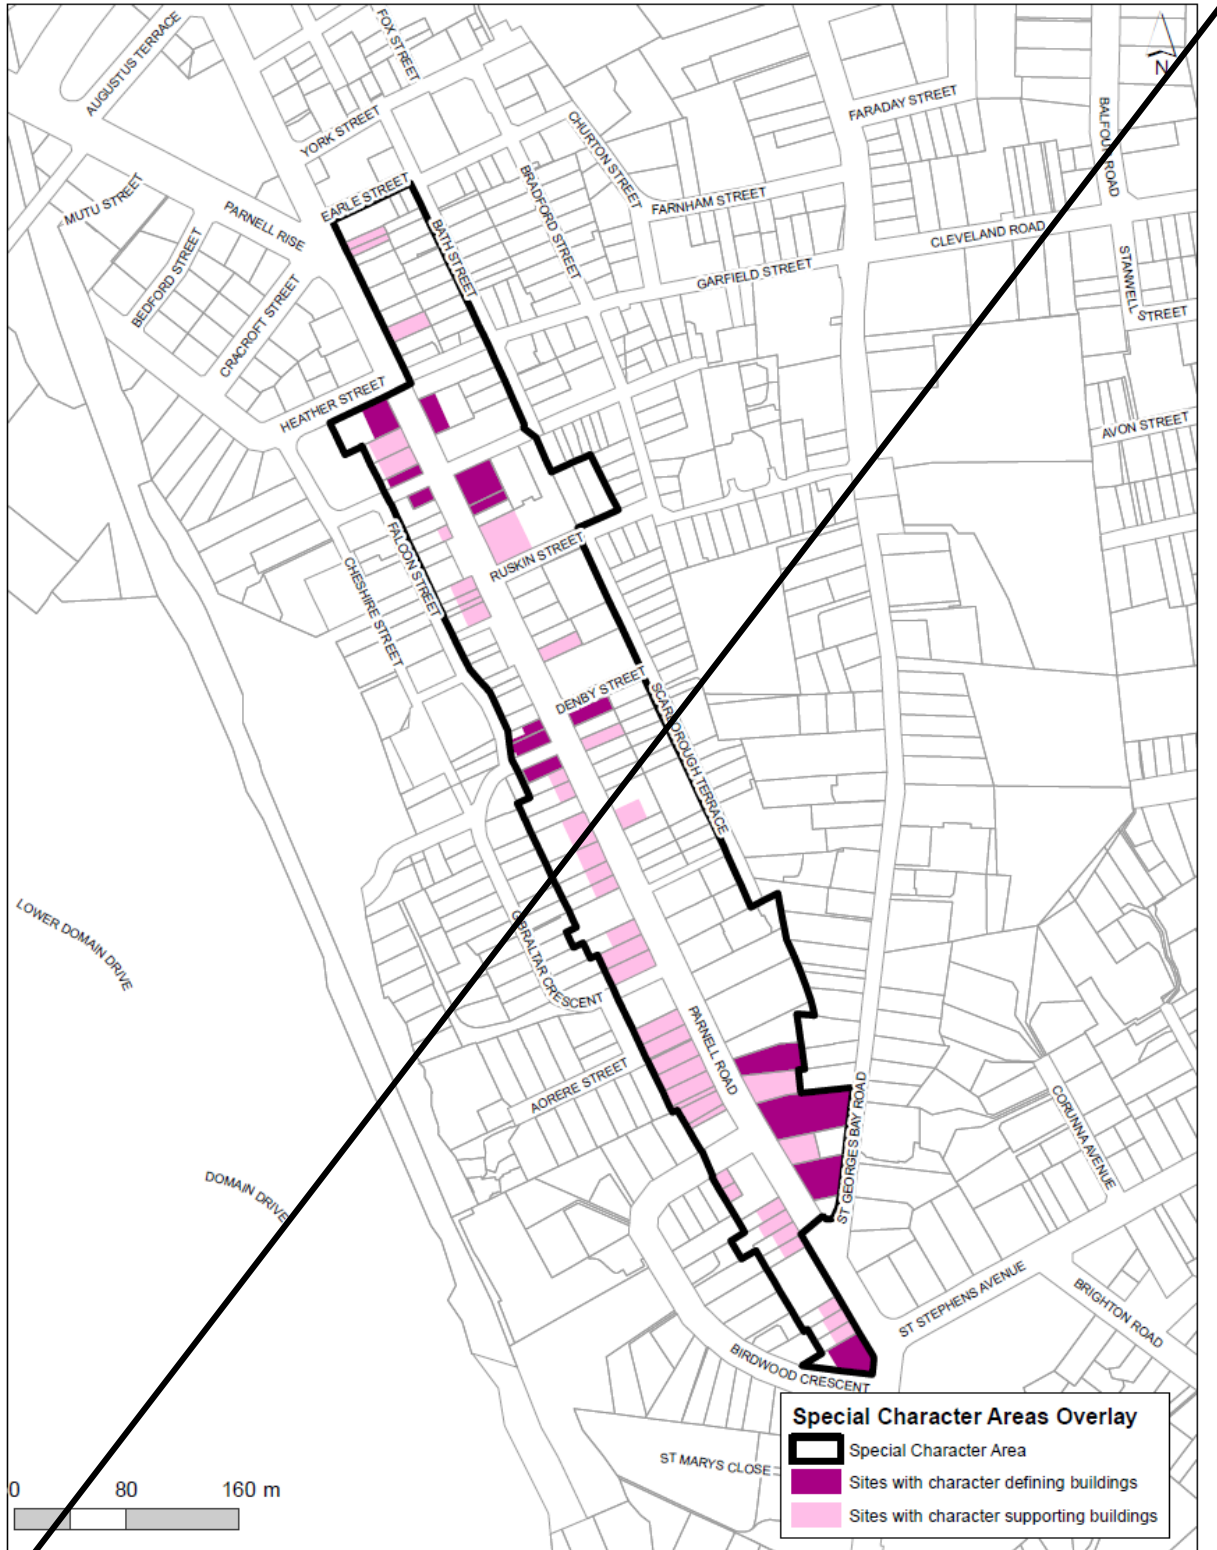 AUGUSTUS TERRACE
FOX STREET
YORK STREET
CHURTON STREET
FARADAY STREET
BALFOUR ROAD
N
MUTU STREET
PARNELL RISE
EARLE STREET
BATH STREET
BRADFORD STREET
FARNHAM STREET
CLEVELAND ROAD
BEDFORD STREET
CRACROFT STREET
GARFIELD STREET
STANWELL STREET
HEATHER STREET
AVON STREET
FALCON STREET
CHESHIRE STREET
RUSKIN STREET
DENBY STREET
SCARBOROUGH TERRACE
LOWER DOMAIN DRIVE
GIBRALTAR CRESCENT
PARNELL ROAD
AORERE STREET
ST GEORGES BAY ROAD
CORUNNA AVENUE
DOMAIN DRIVE
ST STEPHENS AVENUE
BRIGHTON ROAD
BIRDWOOD CRESCENT
ST MARYS CLOSE
0 80 160 m
Special Character Areas Overlay
Special Character Area
Sites with character defining buildings
Sites with character supporting buildings